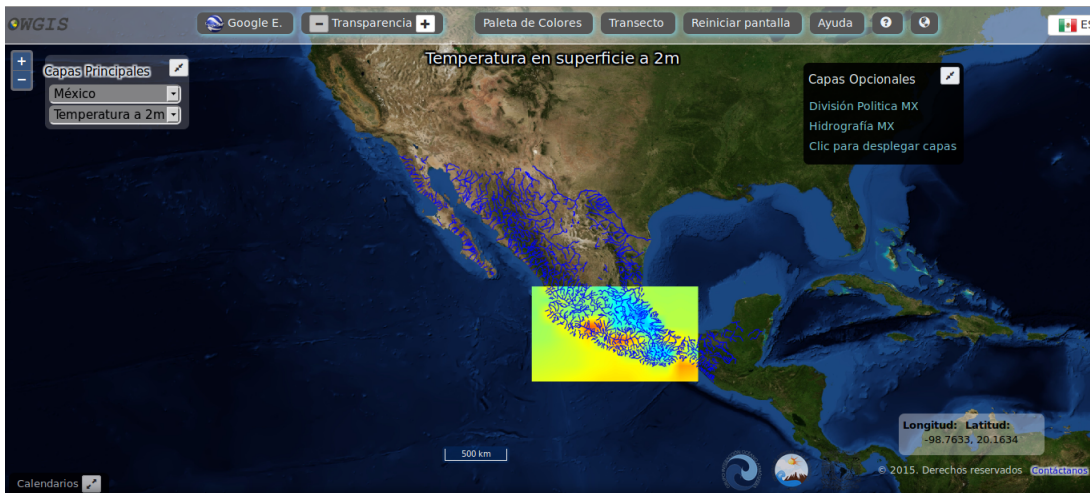 OWGIS
Google E.
Transparencia
Paleta de Colores
Transecto
Reiniciar pantalla
Ayuda
?
ES
+
−
Capas Principales
México
Temperatura a 2m
Temperatura en superficie a 2m
Capas Opcionales
División Politica MX
Hidrografía MX
Clic para desplegar capas
Longitud: Latitud:
-98.7633, 20.1634
500 km
© 2015. Derechos reservados Contáctanos
Calendarios